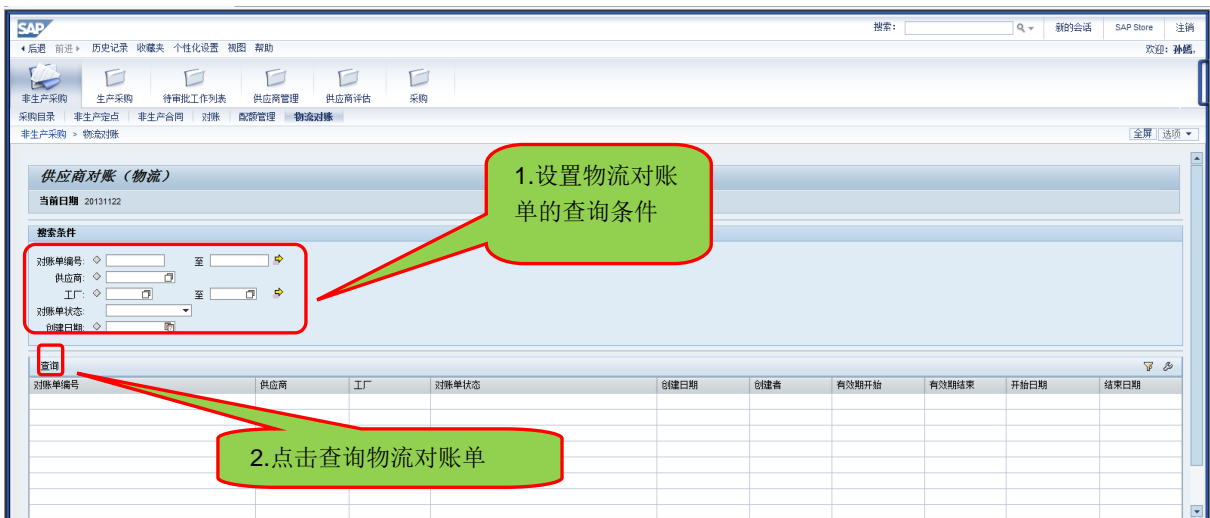 SAP
搜索:
新的会话
SAP Store
注销
后退 前进 历史记录 收藏夹 个性化设置 视图 帮助
欢迎: 孙嫣,
非生产采购 生产采购 待审批工作列表 供应商管理 供应商评估 采购
采购目录 非生产定点 非生产合同 对账 配额管理 物流对账
非生产采购 > 物流对账
全屏 选项
供应商对账（物流）
当前日期 20131122
1.设置物流对账
单的查询条件
搜索条件
对账单编号: 至
供应商:
工厂: 至
对账单状态:
创建日期:
查询
对账单编号 供应商 工厂 对账单状态 创建日期 创建者 有效期开始 有效期结束 开始日期 结束日期
2.点击查询物流对账单